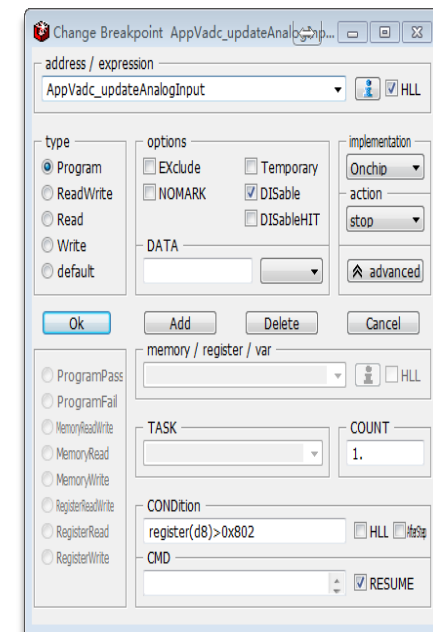 Change Breakpoint AppVadc_updateAnalogInp...
address / expression
AppVadc_updateAnalogInput
i HLL
type
options
implementation
Program
EXclude
Temporary
Onchip
ReadWrite
NOMARK
DISable
action
Read
DISableHIT
stop
Write
DATA
default
advanced
Ok
Add
Delete
Cancel
memory / register / var
ProgramPass
i HLL
ProgramFail
MemoryReadWrite
TASK
COUNT
MemoryRead
1.
MemoryWrite
RegisterReadWrite
CONDition
RegisterRead
register(d8)>0x802
HLL
AfterStep
RegisterWrite
CMD
RESUME